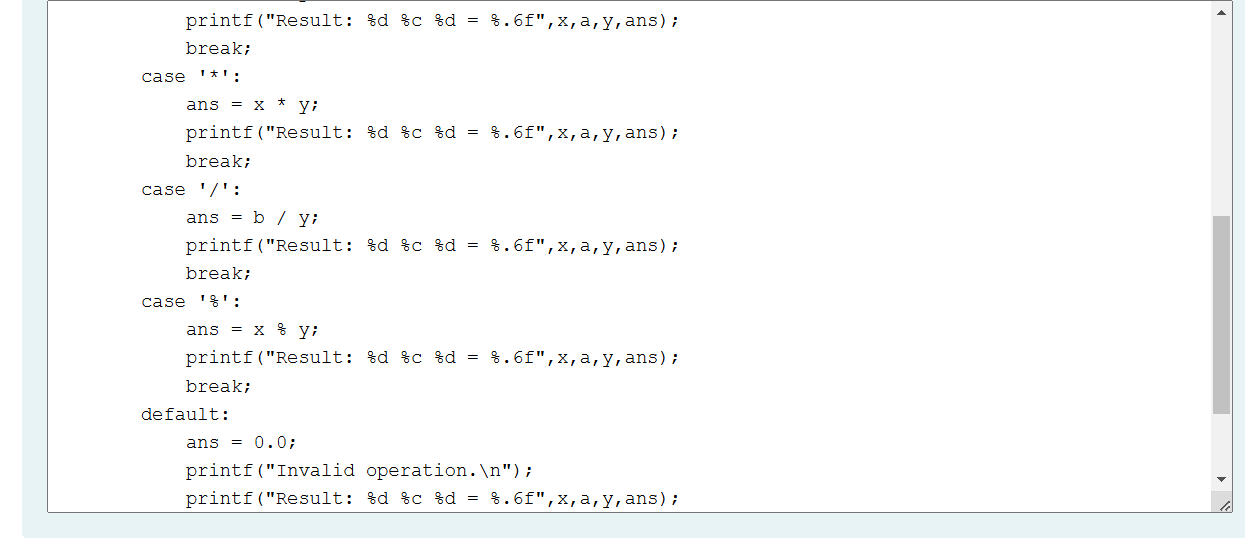 printf("Result: %d %c %d = %.6f",x,a,y,ans);
break;
case '*':
ans = x * y;
printf("Result: %d %c %d = %.6f",x,a,y,ans);
break;
case '/':
ans = b / y;
printf("Result: %d %c %d = %.6f",x,a,y,ans);
break;
case '%':
ans = x % y;
printf("Result: %d %c %d = %.6f",x,a,y,ans);
break;
default:
ans = 0.0;
printf("Invalid operation.\n");
printf("Result: %d %c %d = %.6f",x,a,y,ans);